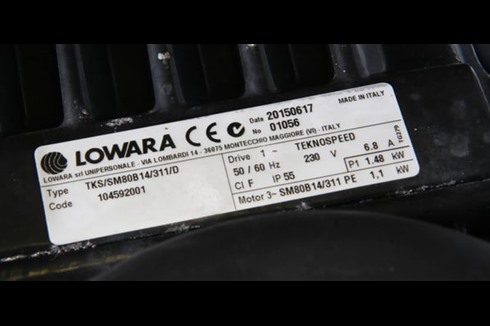 LOWARA CE Date 20150617 MADE IN ITALY
No 01056
LOWARA srl UNIPERSONALE - VIA LOMBARDI 14 - 36075 MONTECCHIO MAGGIORE (VI) - ITALY
Type TKS/SM80B14/311/D
Code 104592001
Drive 1 ~ TEKNOSPEED
50 / 60 Hz 230 V 6.8 A
Cl F IP 55 P1 1.48 kW
Motor 3~ SM80B14/311 PE 1,1 kW